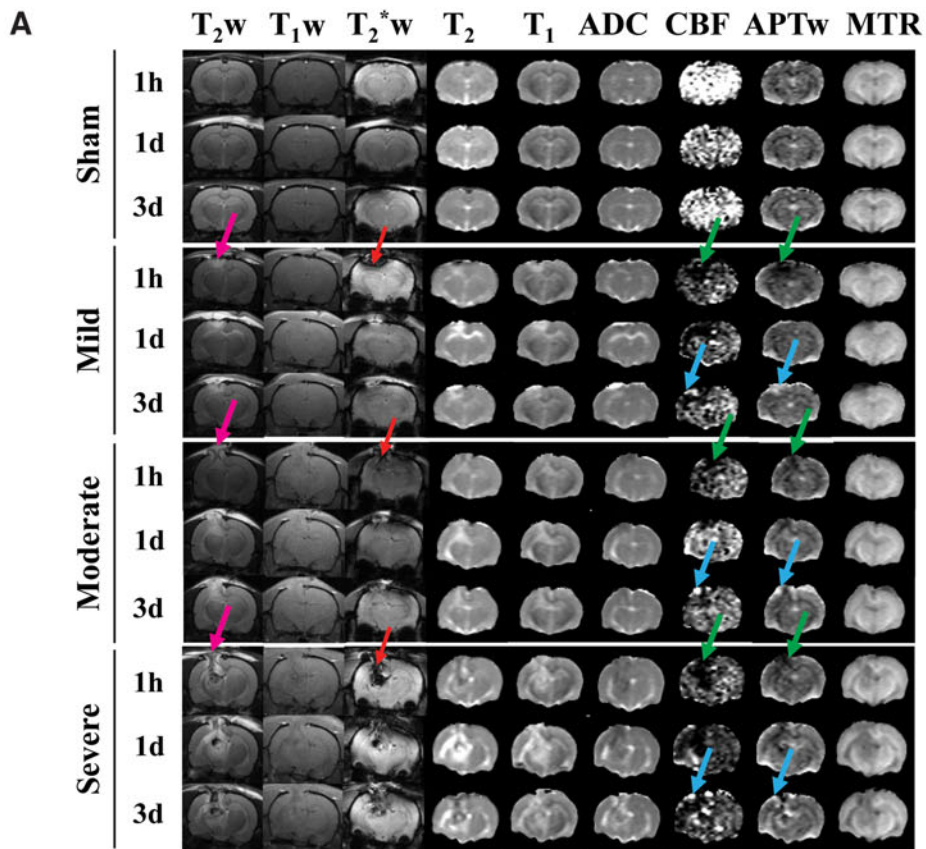 A
T₂w T₁w T₂*w T₂ T₁ ADC CBF APTw MTR
Sham
1h
1d
3d
Mild
1h
1d
3d
Moderate
1h
1d
3d
Severe
1h
1d
3d